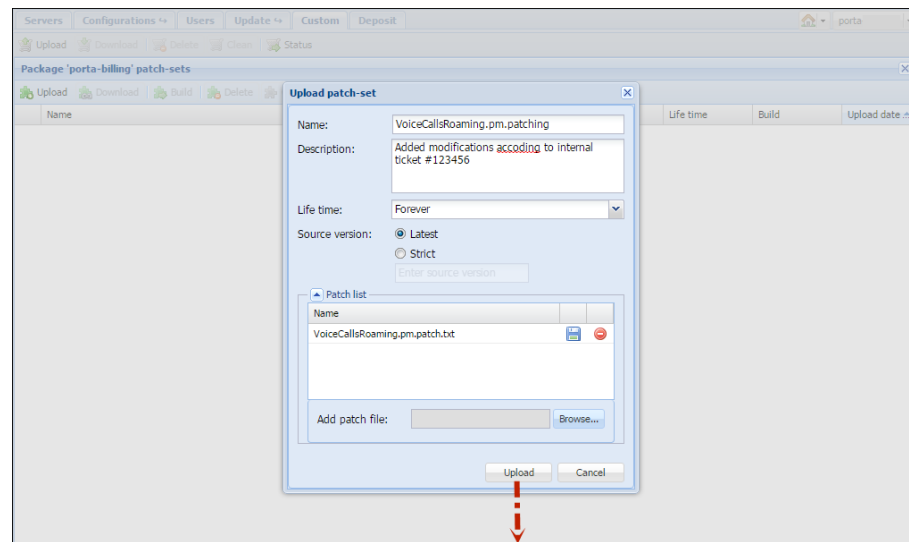 Servers Configurations Users Update Custom Deposit porta
Upload Download Delete Clean Status
Package 'porta-billing' patch-sets
Upload Download Build Delete
Name Life time Build Upload date
Upload patch-set
Name: VoiceCallsRoaming.pm.patching
Description: Added modifications accoding to internal
ticket #123456
Life time: Forever
Source version: Latest
Strict
Enter source version
Patch list
Name
VoiceCallsRoaming.pm.patch.txt
Add patch file: Browse...
Upload Cancel